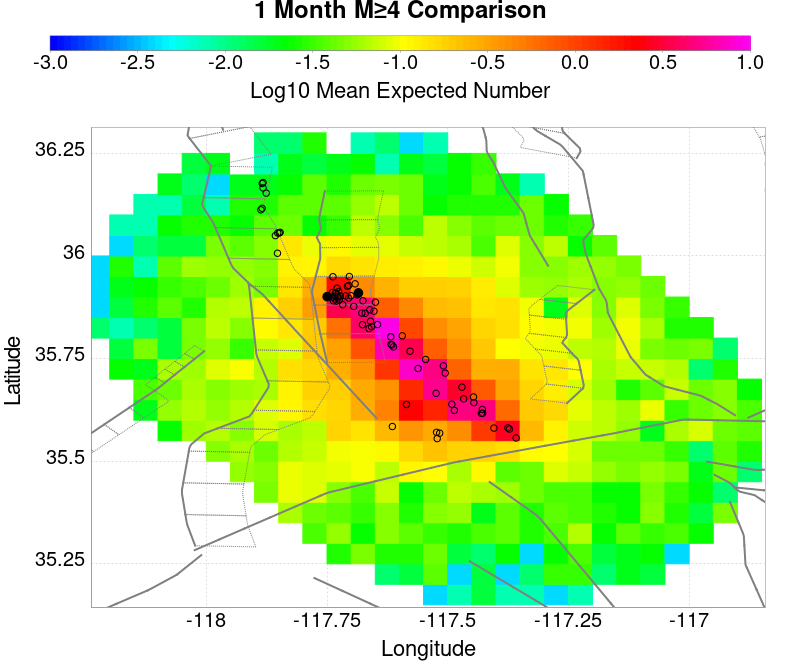 1 Month M≥4 Comparison
-3.0 -2.5 -2.0 -1.5 -1.0 -0.5 0.0 0.5 1.0
Log10 Mean Expected Number
36.25
36
35.75
35.5
35.25
Latitude
-118 -117.75 -117.5 -117.25 -117
Longitude